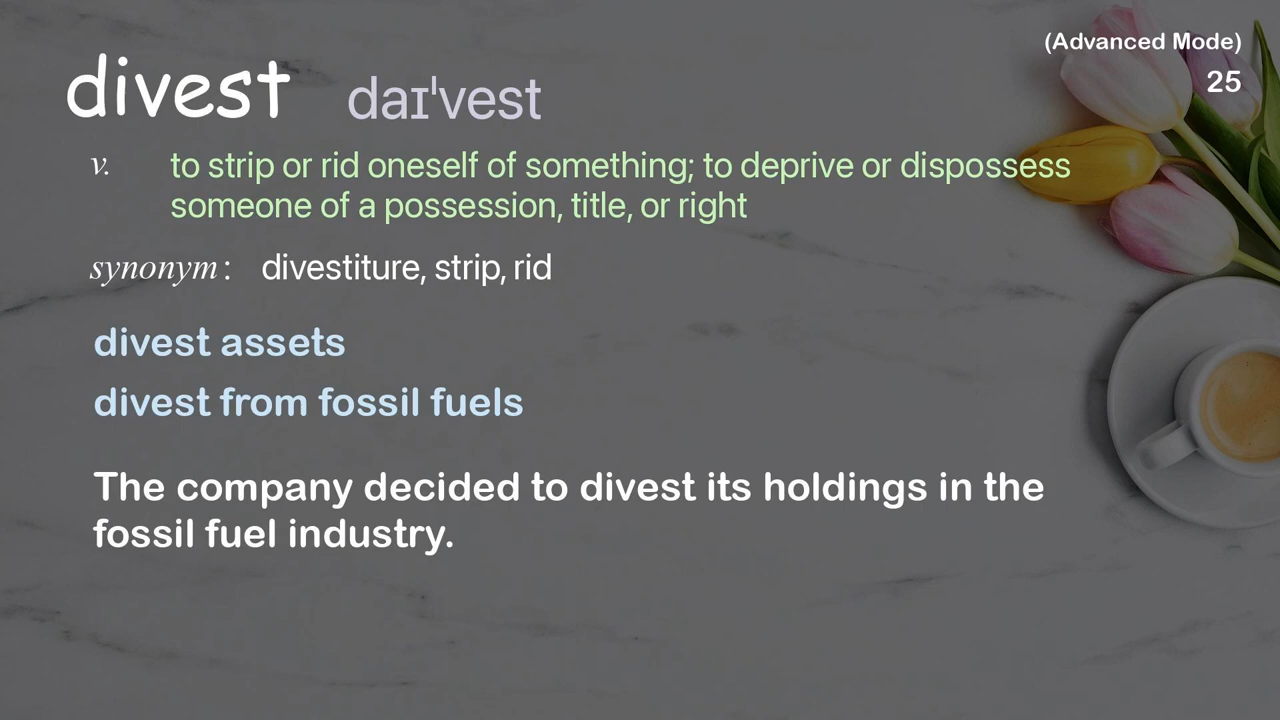 (Advanced Mode)
25
divest daɪˈvest
v. to strip or rid oneself of something; to deprive or dispossess
someone of a possession, title, or right
synonym: divestiture, strip, rid
divest assets
divest from fossil fuels
The company decided to divest its holdings in the
fossil fuel industry.